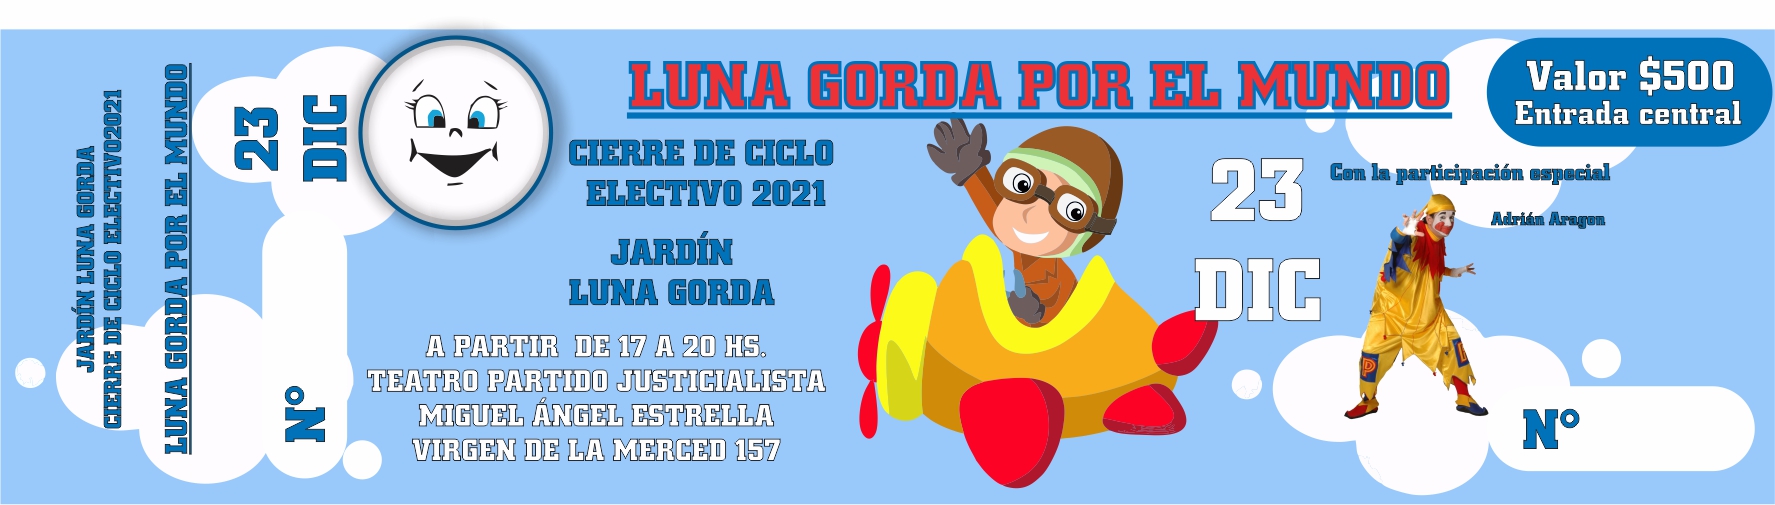 JARDÍN LUNA GORDA
CIERRE DE CICLO ELECTIVO2021
LUNA GORDA POR EL MUNDO
23
DIC
Nº
LUNA GORDA POR EL MUNDO
CIERRE DE CICLO
ELECTIVO 2021
JARDÍN
LUNA GORDA
A PARTIR DE 17 A 20 HS.
TEATRO PARTIDO JUSTICIALISTA
MIGUEL ÁNGEL ESTRELLA
VIRGEN DE LA MERCED 157
23
DIC
Valor $500
Entrada central
Con la participación especial
Adrián Aragon
P
Nº